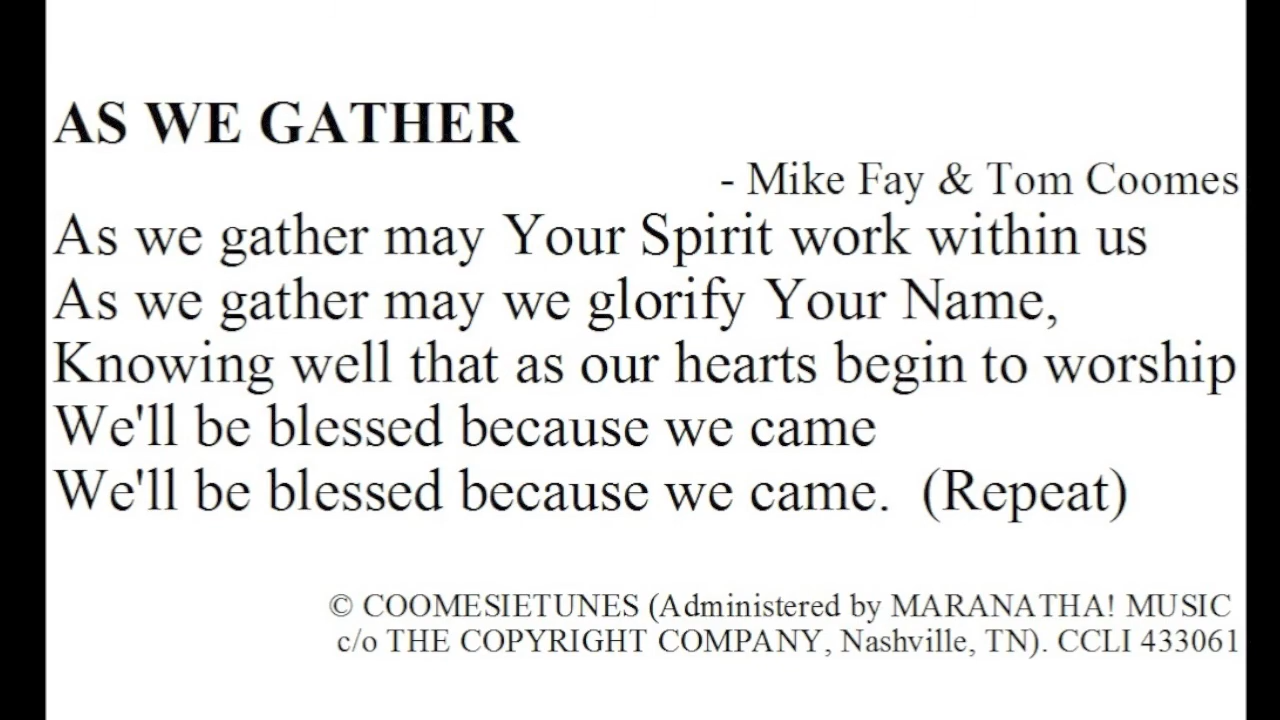 AS WE GATHER
- Mike Fay & Tom Coomes
As we gather may Your Spirit work within us
As we gather may we glorify Your Name,
Knowing well that as our hearts begin to worship
We'll be blessed because we came
We'll be blessed because we came.  (Repeat)
© COOMESIETUNES (Administered by MARANATHA! MUSIC
c/o THE COPYRIGHT COMPANY, Nashville, TN). CCLI 433061